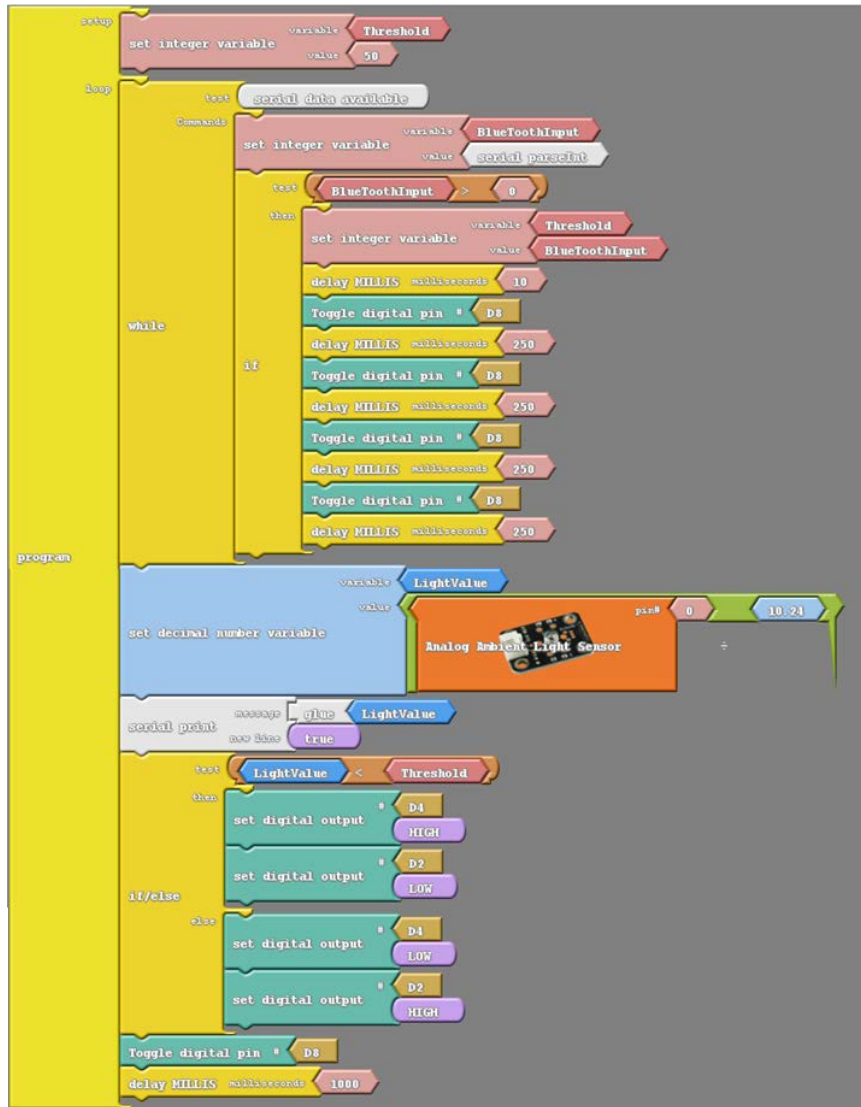 setup
set integer variable variable Threshold
value 50
loop
while
test serial data available
Commands
set integer variable variable BlueToothInput
value serial parseInt
if
test BlueToothInput > 0
then
set integer variable variable Threshold
value BlueToothInput
delay MILLIS milliseconds 10
Toggle digital pin # D8
delay MILLIS milliseconds 250
Toggle digital pin # D8
delay MILLIS milliseconds 250
Toggle digital pin # D8
delay MILLIS milliseconds 250
Toggle digital pin # D8
delay MILLIS milliseconds 250
program
set decimal number variable variable LightValue
value Analog Ambient Light Sensor pin# 0 ÷ 10.24
serial print message glue LightValue
new line true
if/else
test LightValue < Threshold
then
set digital output # D4
HIGH
set digital output # D2
LOW
else
set digital output # D4
LOW
set digital output # D2
HIGH
Toggle digital pin # D8
delay MILLIS milliseconds 1000